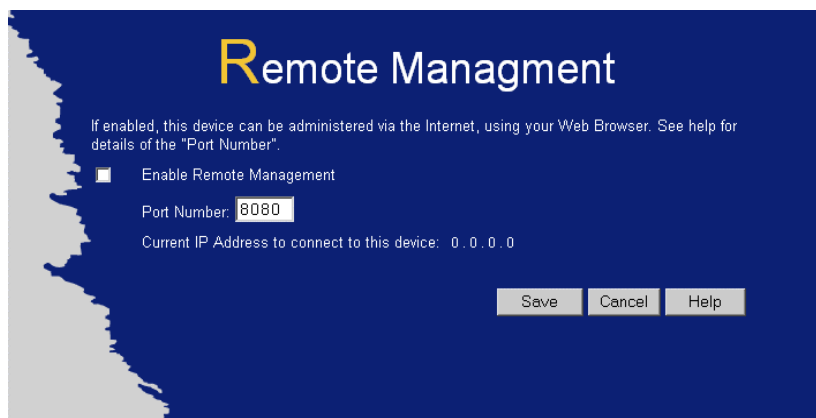 Remote Managment
If enabled, this device can be administered via the Internet, using your Web Browser. See help for
details of the "Port Number".
Enable Remote Management
Port Number: 8080
Current IP Address to connect to this device: 0 . 0 . 0 . 0
Save Cancel Help